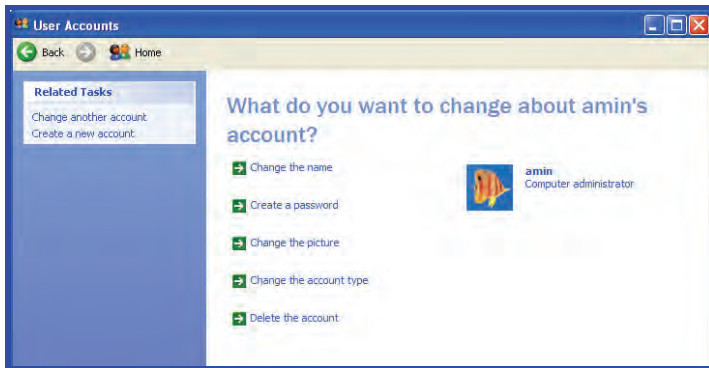 User Accounts
Back Home
Related Tasks
Change another account
Create a new account
What do you want to change about amin's
account?
Change the name
Create a password
Change the picture
Change the account type
Delete the account
amin
Computer administrator